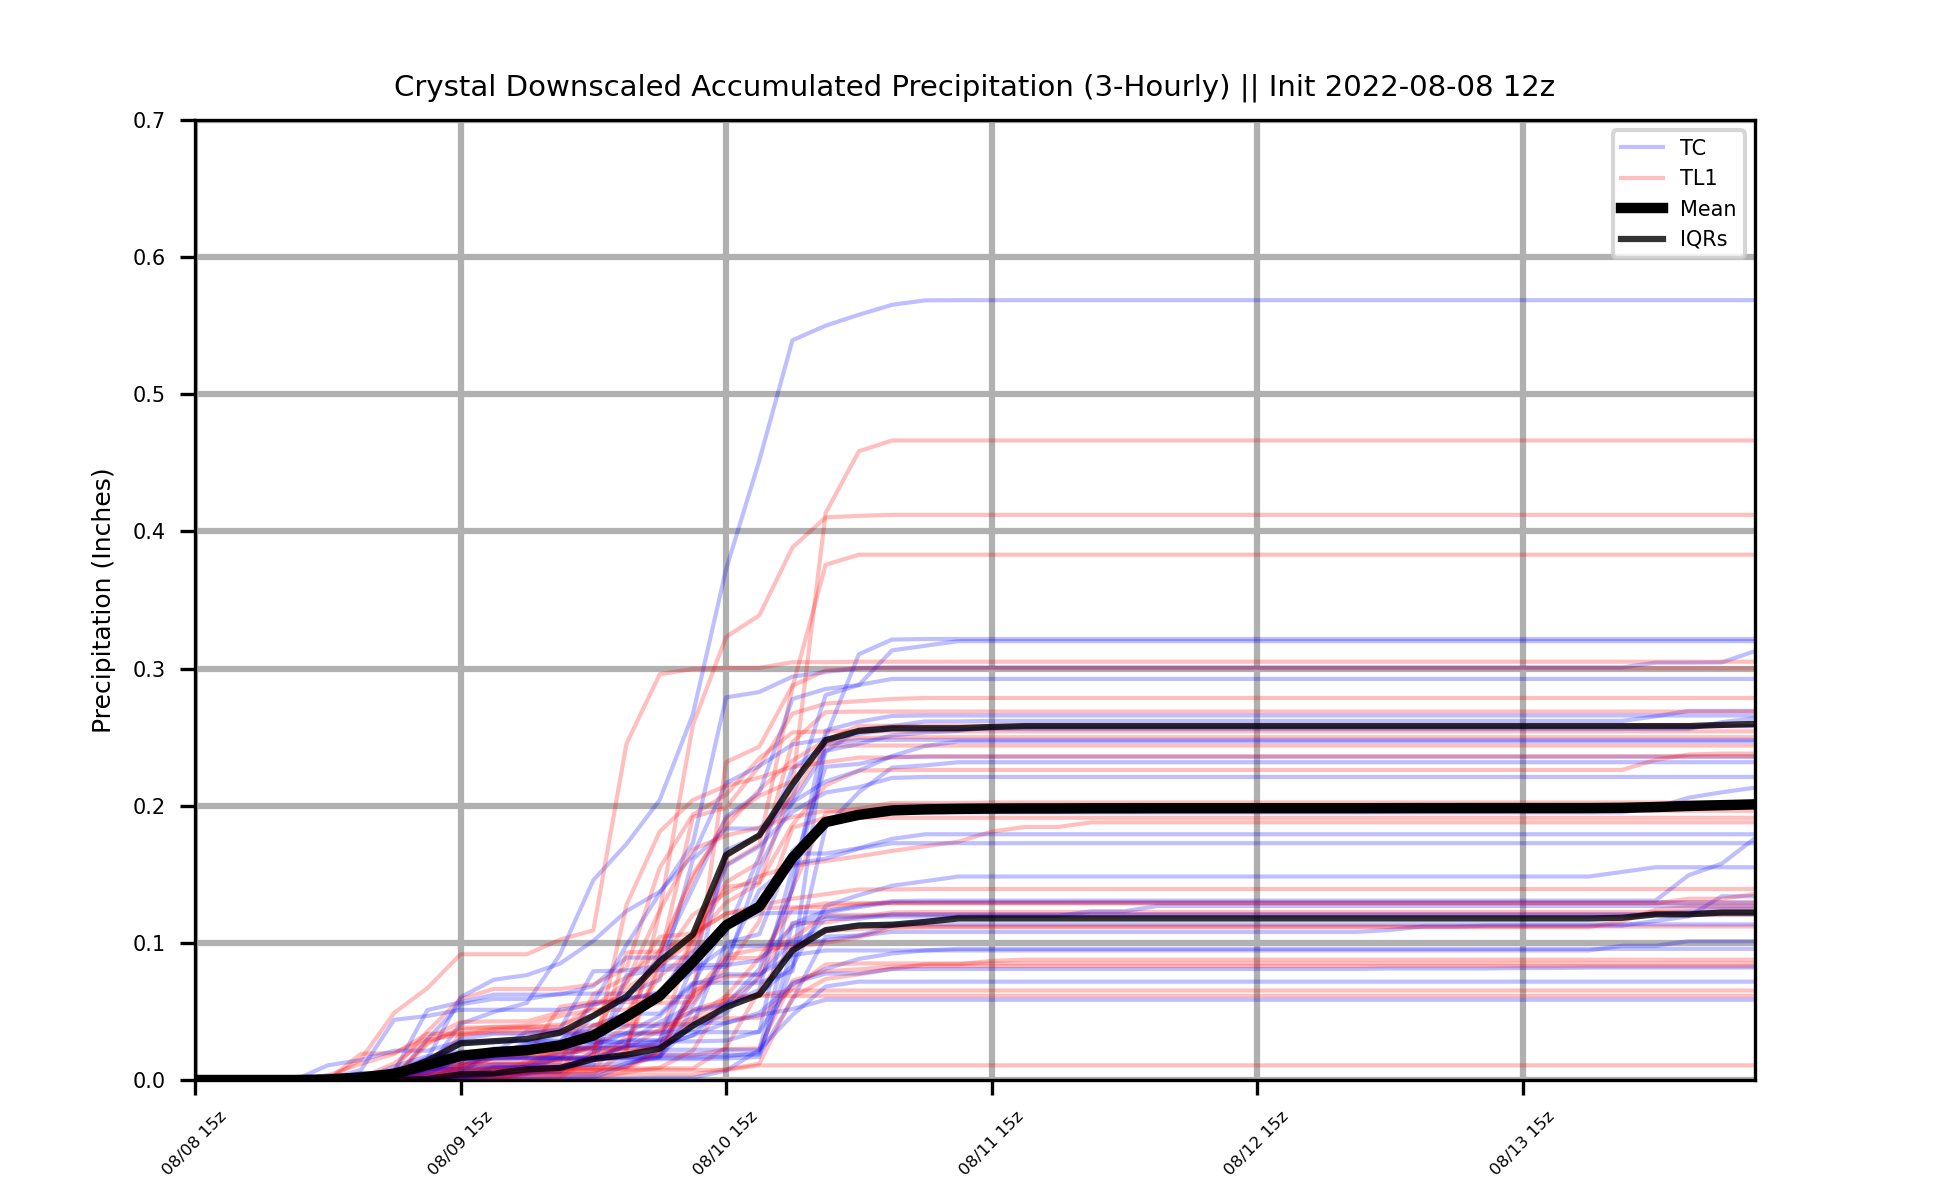 Crystal Downscaled Accumulated Precipitation (3-Hourly) || Init 2022-08-08 12z
0.7
0.6
0.5
0.4
0.3
0.2
0.1
0.0
Precipitation (Inches)
TC
TL1
Mean
IQRs
08/08 15z
08/09 15z
08/10 15z
08/11 15z
08/12 15z
08/13 15z